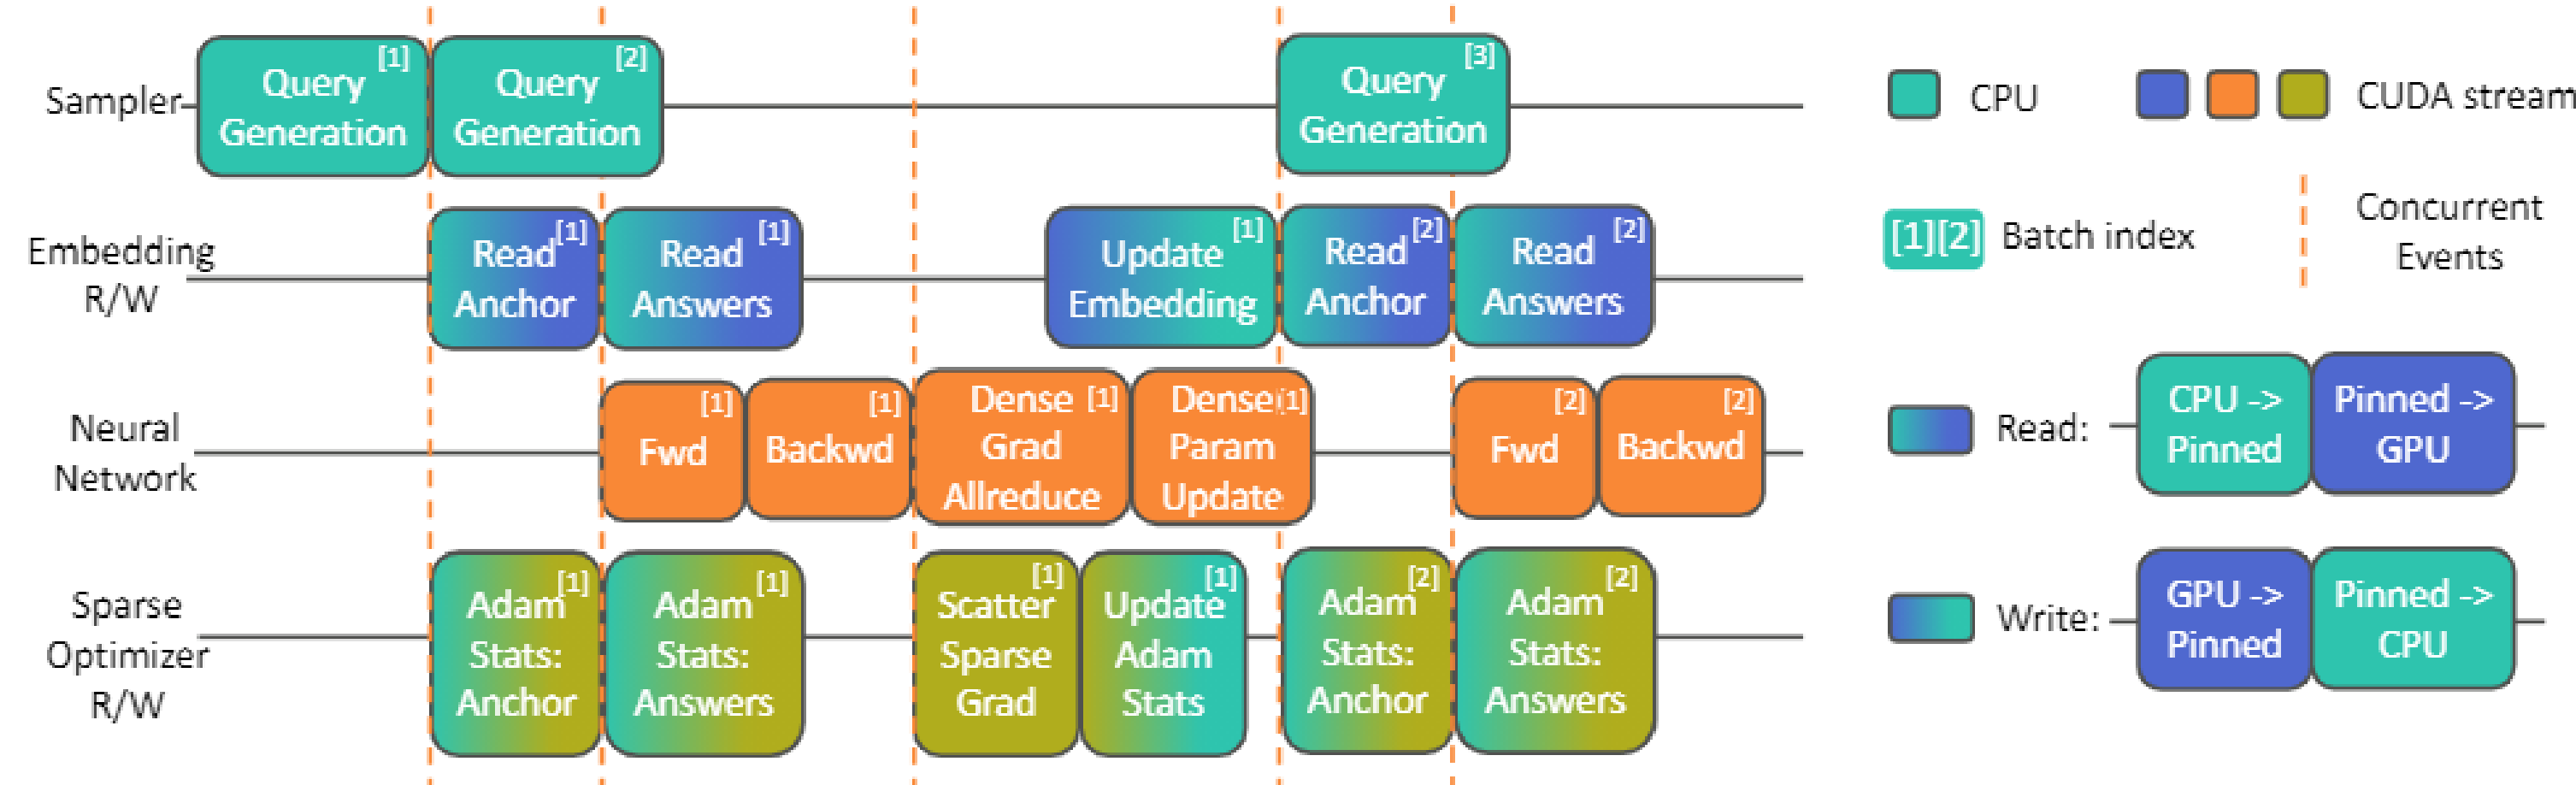 Sampler
Query [1]
Generation
Query [2]
Generation
Query [3]
Generation
Embedding
R/W
Read [1]
Anchor
Read [1]
Answers
Update [1]
Embedding
Read [2]
Anchor
Read [2]
Answers
Neural
Network
[1]
Fwd
[1]
Backwd
Dense [1]
Grad
Allreduce
Dense [1]
Param
Update
[2]
Fwd
[2]
Backwd
Sparse
Optimizer
R/W
Adam [1]
Stats:
Anchor
Adam [1]
Stats:
Answers
[1]
Scatter
Sparse
Grad
[1]
Update
Adam
Stats
[2]
Adam
Stats:
Anchor
[2]
Adam
Stats:
Answers
CPU
CUDA stream
[1][2] Batch index
Concurrent
Events
Read:
CPU ->
Pinned
Pinned ->
GPU
Write:
GPU ->
Pinned
Pinned ->
CPU